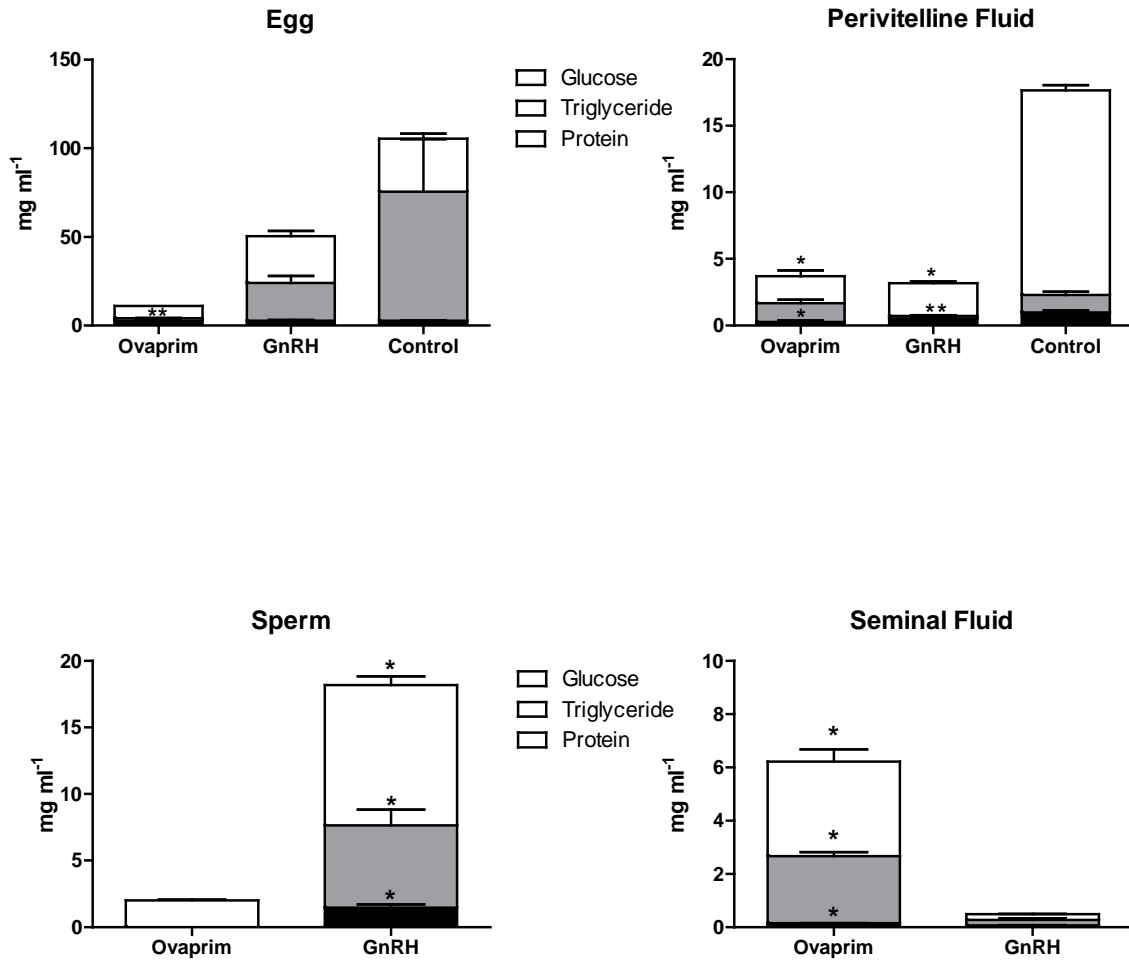 Egg
150
100
50
0
mg ml-1
**
Ovaprim GnRH Control
Glucose
Triglyceride
Protein
Perivitelline Fluid
20
15
10
5
0
mg ml-1
* *
* **
Ovaprim GnRH Control
Sperm
20
15
10
5
0
mg ml-1
*
*
*
Ovaprim GnRH
Glucose
Triglyceride
Protein
Seminal Fluid
10
8
6
4
2
0
mg ml-1
*
*
*
Ovaprim GnRH